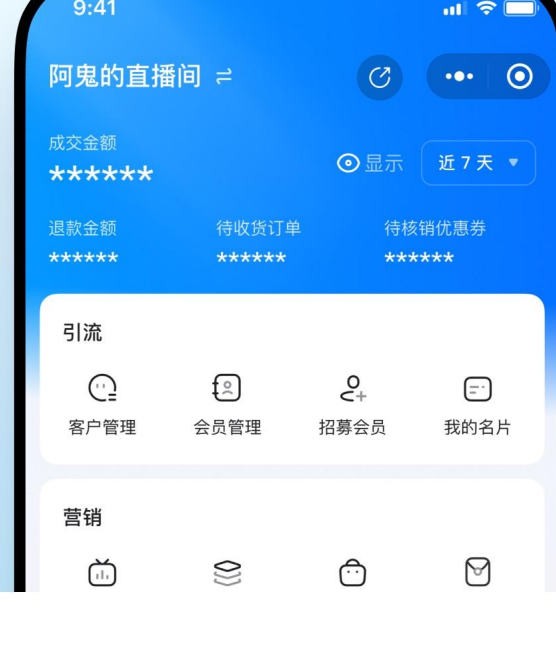 9:41
阿鬼的直播间
成交金额
******
显示
近 7 天
退款金额 待收货订单 待核销优惠券
****** ****** ******
引流
客户管理 会员管理 招募会员 我的名片
营销